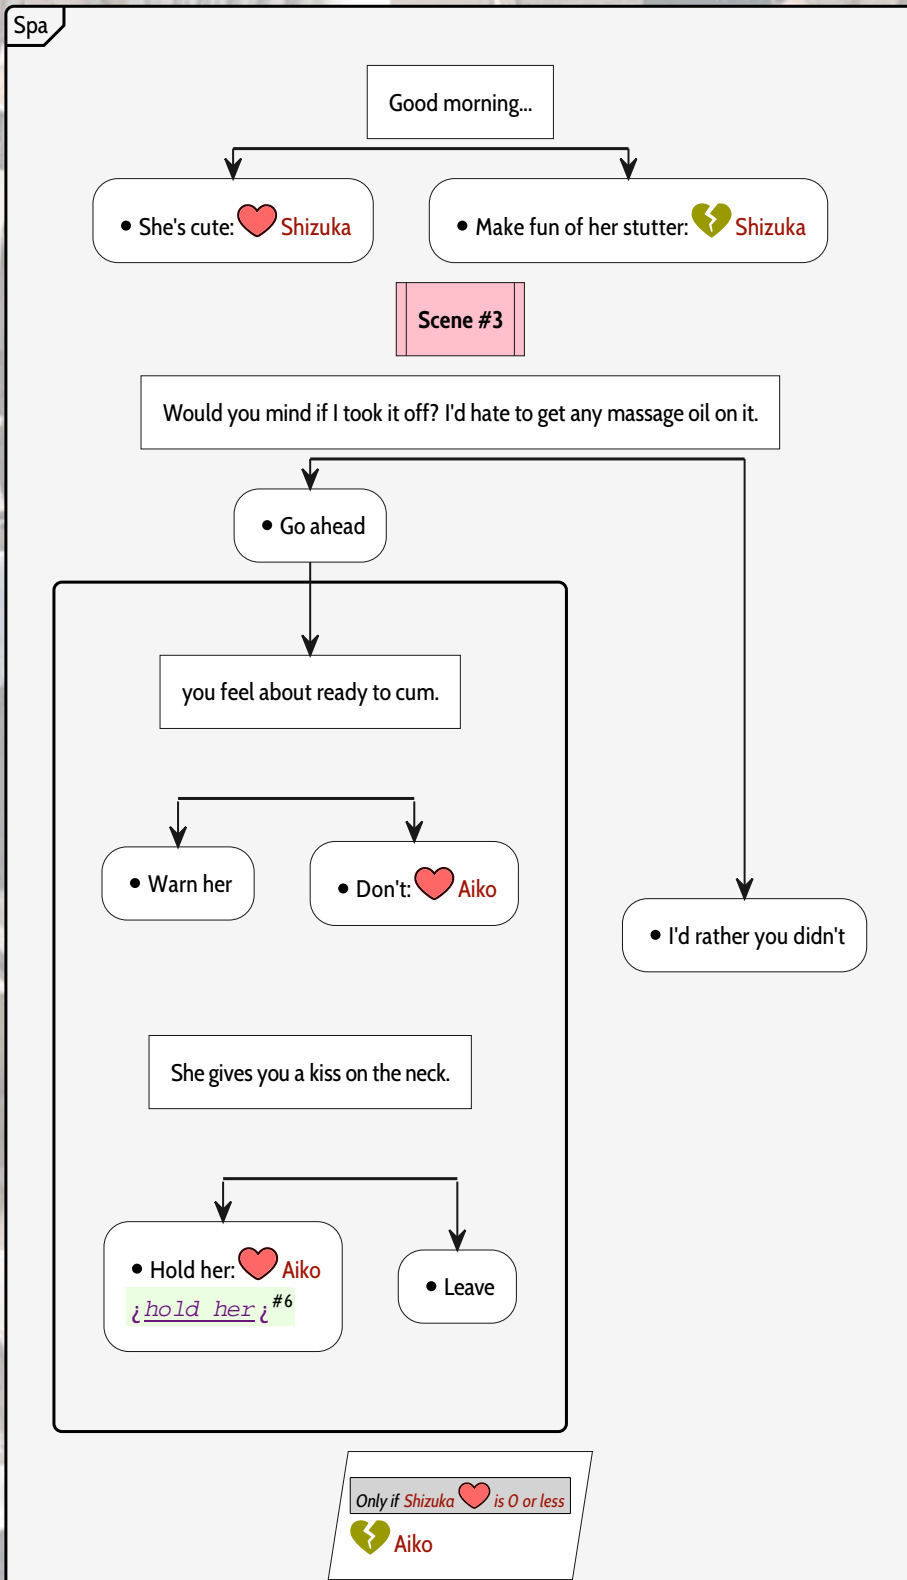 Spa
Good morning...
• She's cute: Shizuka
• Make fun of her stutter: Shizuka
Scene #3
Would you mind if I took it off? I'd hate to get any massage oil on it.
• Go ahead
you feel about ready to cum.
• Warn her
• Don't: Aiko
• I'd rather you didn't
She gives you a kiss on the neck.
• Hold her: Aiko
¿hold her¿ #6
• Leave
Only if Shizuka is 0 or less
Aiko